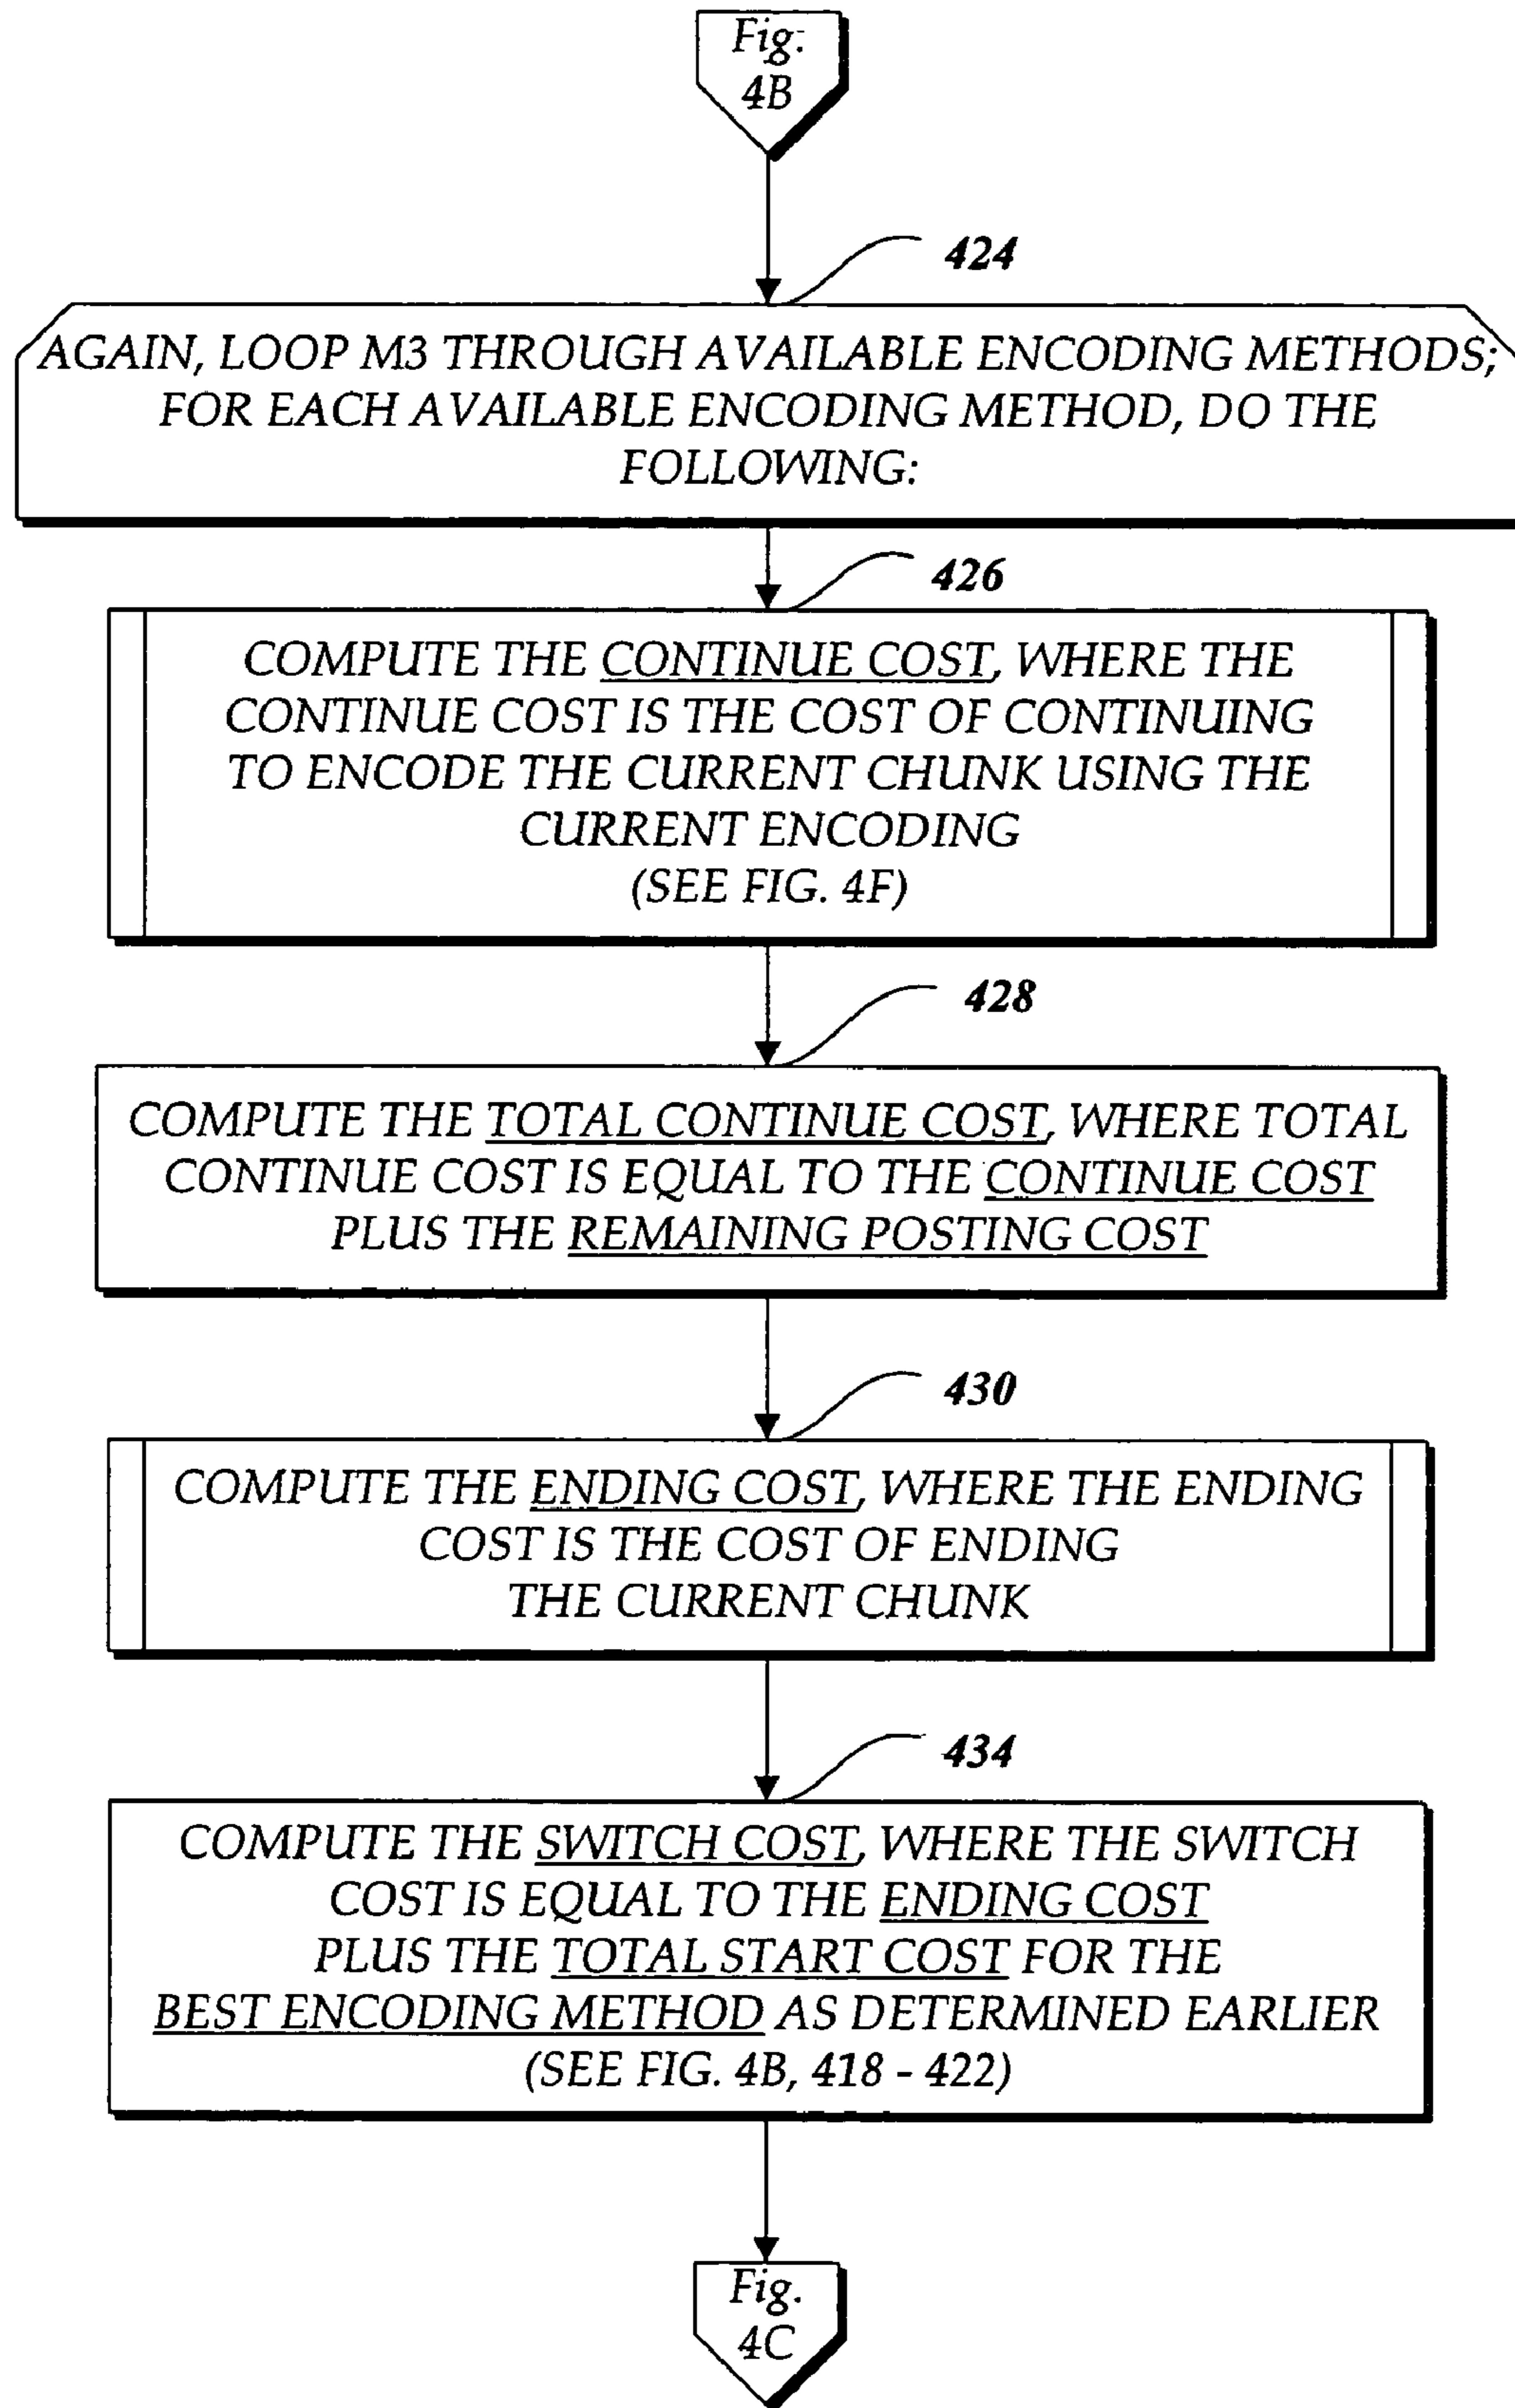 Fig.
4B
424
AGAIN, LOOP M3 THROUGH AVAILABLE ENCODING METHODS;
FOR EACH AVAILABLE ENCODING METHOD, DO THE
FOLLOWING:
426
COMPUTE THE CONTINUE COST, WHERE THE
CONTINUE COST IS THE COST OF CONTINUING
TO ENCODE THE CURRENT CHUNK USING THE
CURRENT ENCODING
(SEE FIG. 4F)
428
COMPUTE THE TOTAL CONTINUE COST, WHERE TOTAL
CONTINUE COST IS EQUAL TO THE CONTINUE COST
PLUS THE REMAINING POSTING COST
430
COMPUTE THE ENDING COST, WHERE THE ENDING
COST IS THE COST OF ENDING
THE CURRENT CHUNK
434
COMPUTE THE SWITCH COST, WHERE THE SWITCH
COST IS EQUAL TO THE ENDING COST
PLUS THE TOTAL START COST FOR THE
BEST ENCODING METHOD AS DETERMINED EARLIER
(SEE FIG. 4B, 418 - 422)
Fig.
4C